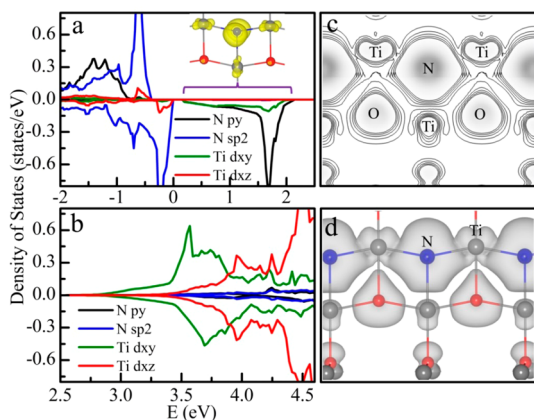 Density of States (states/eV)
a
0.6
0.3
0.0
-0.3
-0.6
-2
-1
0
1
2
N py
N sp2
Ti dxy
Ti dxz
b
0.6
0.3
0.0
-0.3
-0.6
N py
N sp2
Ti dxy
Ti dxz
2.5
3.0
3.5
4.0
4.5
E (eV)
c
Ti
Ti
N
O
O
Ti
d
N
Ti